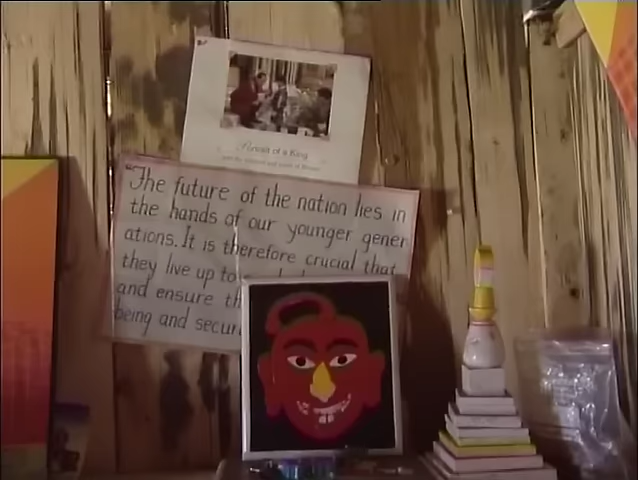 Portrait of a King
"The future of the nation lies in
the hands of our younger gener
ations. It is therefore crucial that
they live up to
and ensure th
being and secur